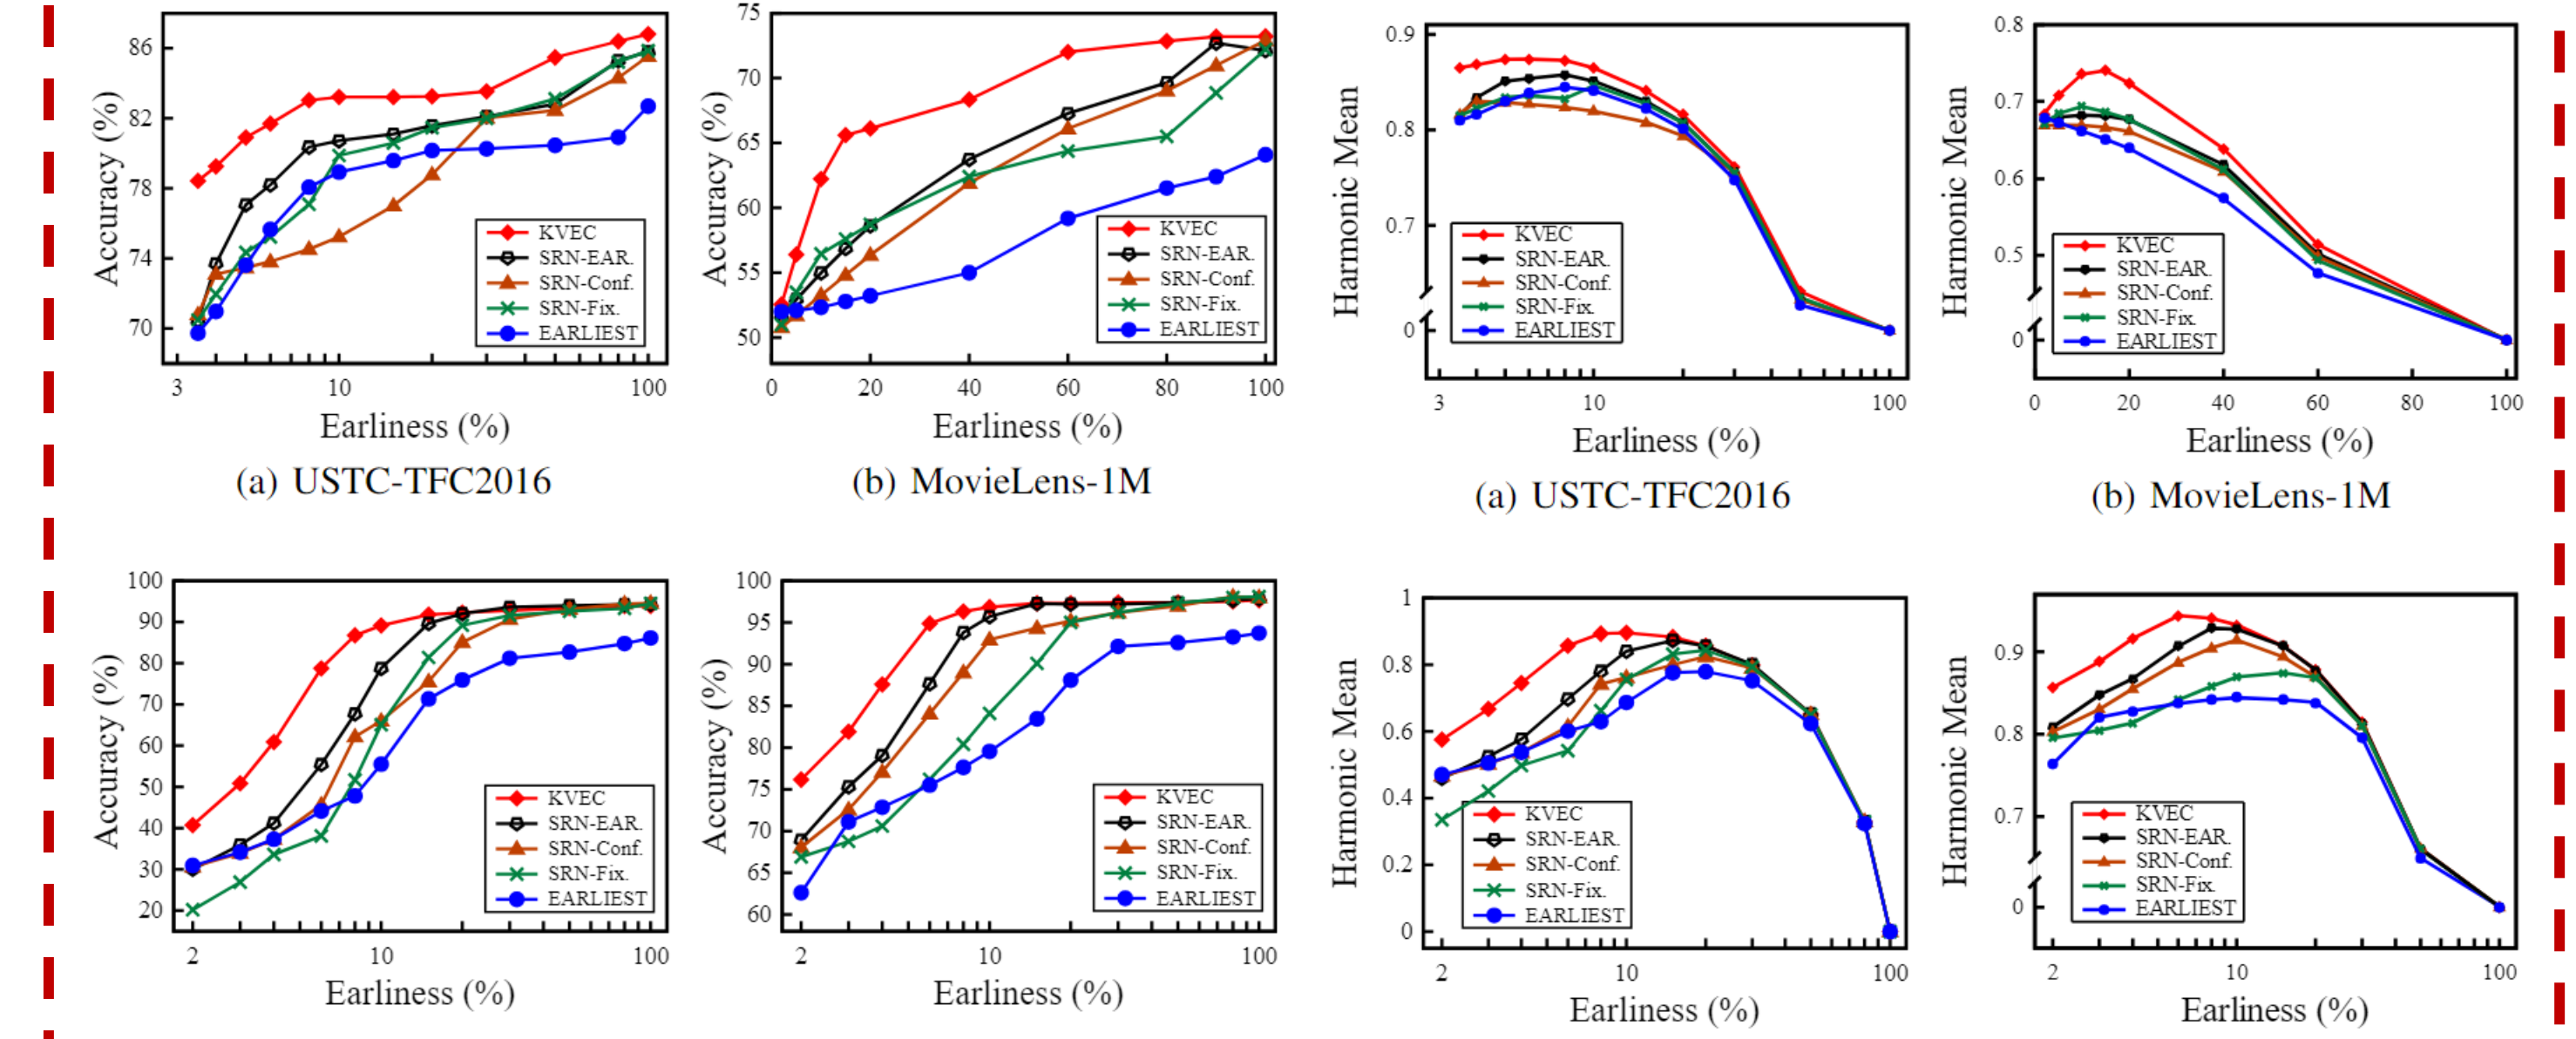 Accuracy (%)
86
82
78
74
70
KVEC
SRN-EAR.
SRN-Conf.
SRN-Fix.
EARLIEST
3 10 100
Earliness (%)
(a) USTC-TFC2016
Accuracy (%)
75
70
65
60
55
50
KVEC
SRN-EAR.
SRN-Conf.
SRN-Fix.
EARLIEST
0 20 40 60 80 100
Earliness (%)
(b) MovieLens-1M
Harmonic Mean
0.9
0.8
0.7
0
KVEC
SRN-EAR.
SRN-Conf.
SRN-Fix.
EARLIEST
3 10 100
Earliness (%)
(a) USTC-TFC2016
Harmonic Mean
0.8
0.7
0.6
0.5
0
KVEC
SRN-EAR.
SRN-Conf.
SRN-Fix.
EARLIEST
0 20 40 60 80 100
Earliness (%)
(b) MovieLens-1M
Accuracy (%)
100
90
80
70
60
50
40
30
20
KVEC
SRN-EAR.
SRN-Conf.
SRN-Fix.
EARLIEST
2 10 100
Earliness (%)
Accuracy (%)
100
95
90
85
80
75
70
65
60
KVEC
SRN-EAR.
SRN-Conf.
SRN-Fix.
EARLIEST
2 10 100
Earliness (%)
Harmonic Mean
1
0.8
0.6
0.4
0.2
0
KVEC
SRN-EAR.
SRN-Conf.
SRN-Fix.
EARLIEST
2 10 100
Earliness (%)
Harmonic Mean
0.9
0.8
0.7
0
KVEC
SRN-EAR.
SRN-Conf.
SRN-Fix.
EARLIEST
2 10 100
Earliness (%)